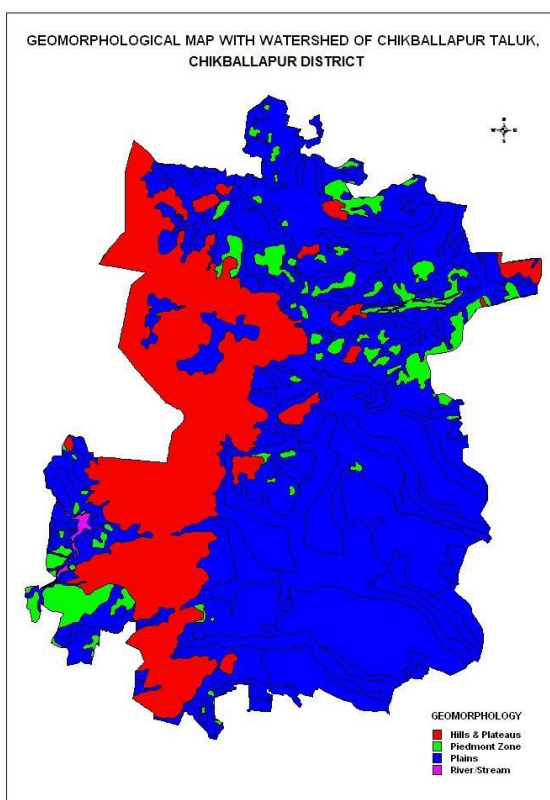 GEOMORPHOLOGICAL MAP WITH WATERSHED OF CHIKBALLAPUR TALUK,
CHIKBALLAPUR DISTRICT
N
W E
S
GEOMORPHOLOGY
Hills & Plateaus
Piedmont Zone
Plains
River/Stream